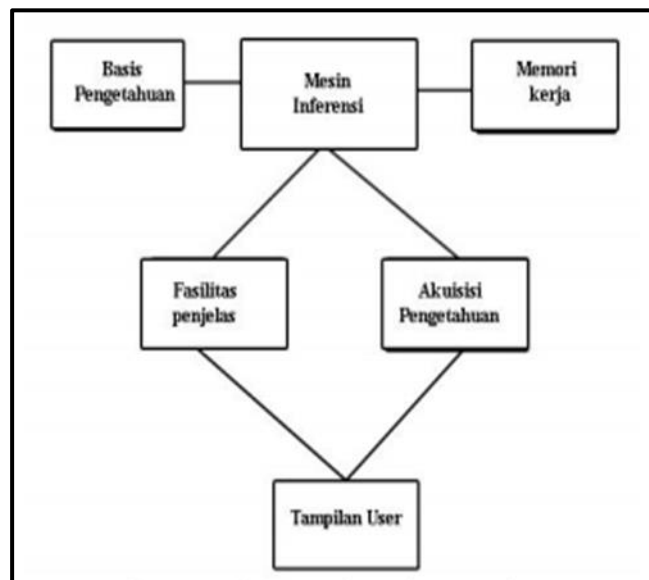 Basis
Pengetahuan
Mesin
Inferensi
Memori
kerja
Fasilitas
penjelas
Akuisisi
Pengetahuan
Tampilan User